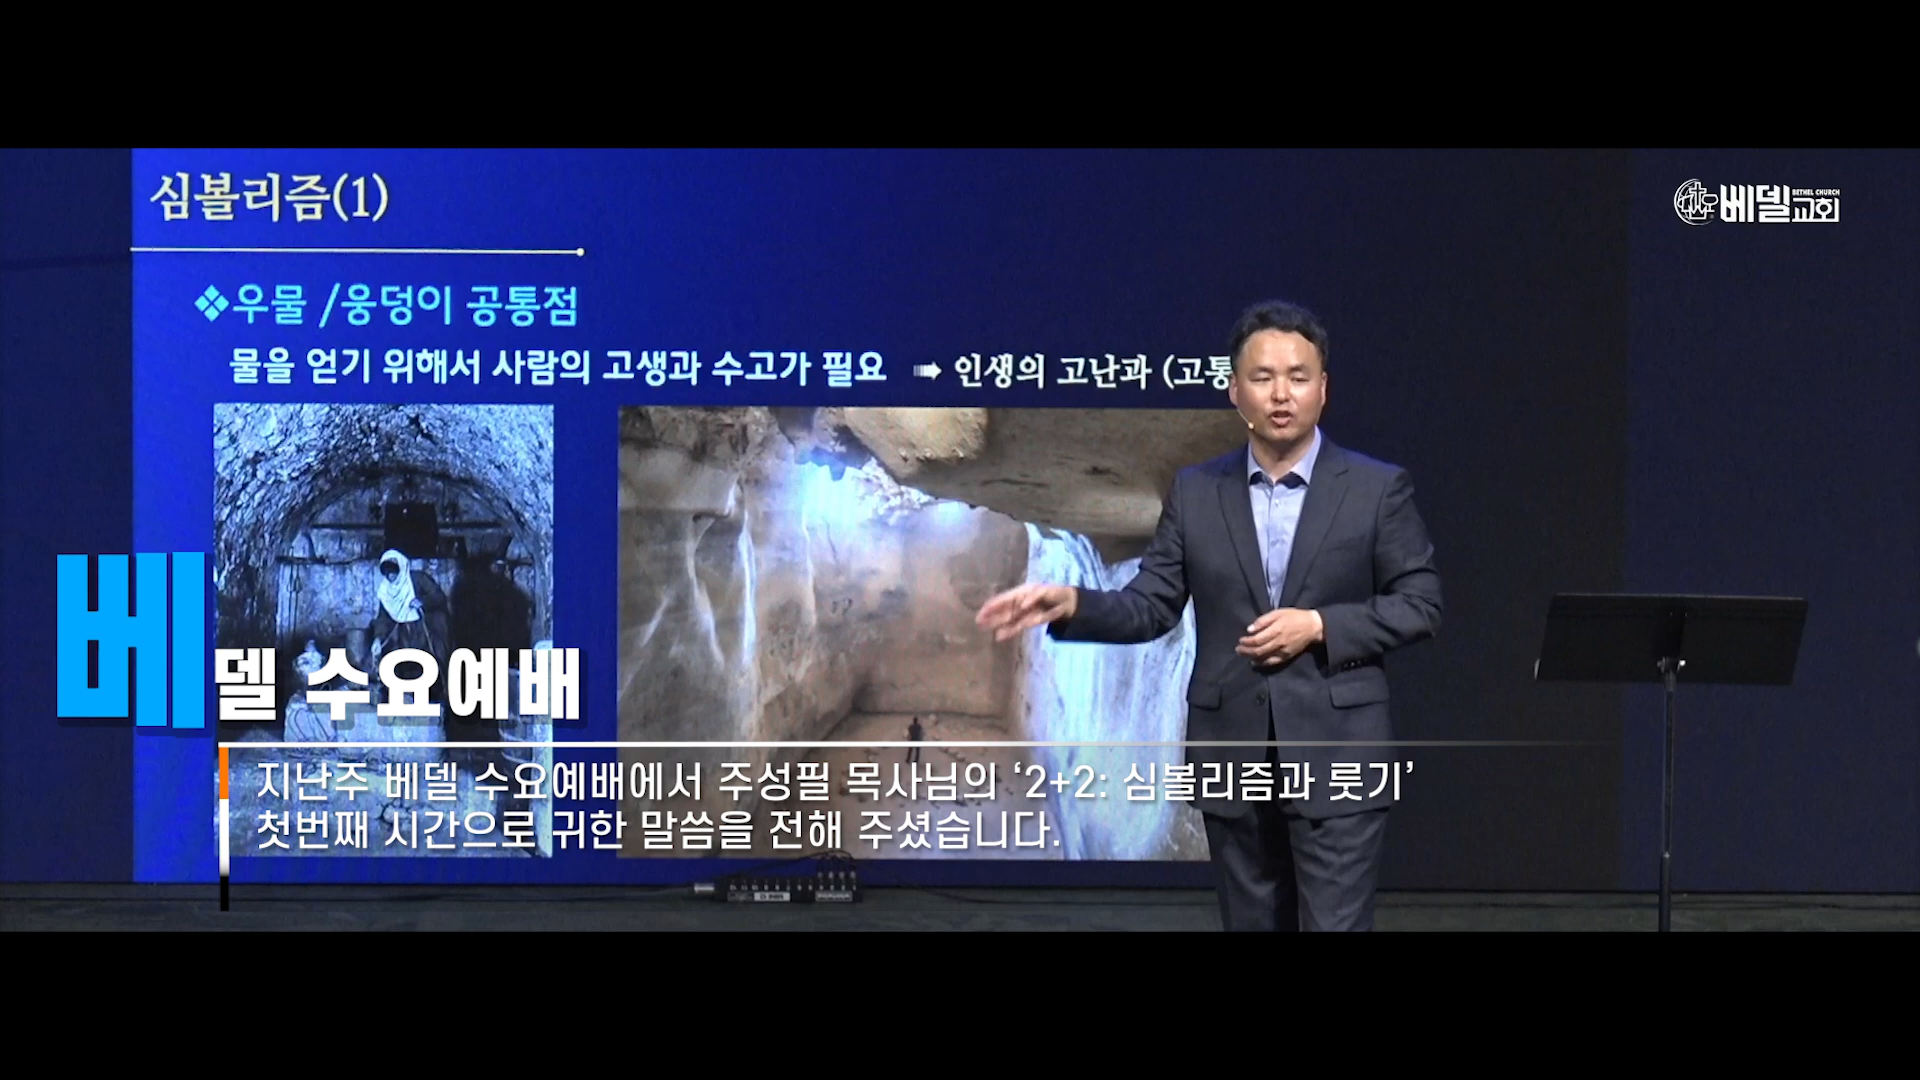 심볼리즘(1)
베델교회
BETHEL CHURCH
❖우물 /웅덩이 공통점
물을 얻기 위해서 사람의 고생과 수고가 필요 ➡ 인생의 고난과 (고통
베델 수요예배
지난주 베델 수요예배에서 주성필 목사님의 ‘2+2: 심볼리즘과 룻기’
첫번째 시간으로 귀한 말씀을 전해 주셨습니다.